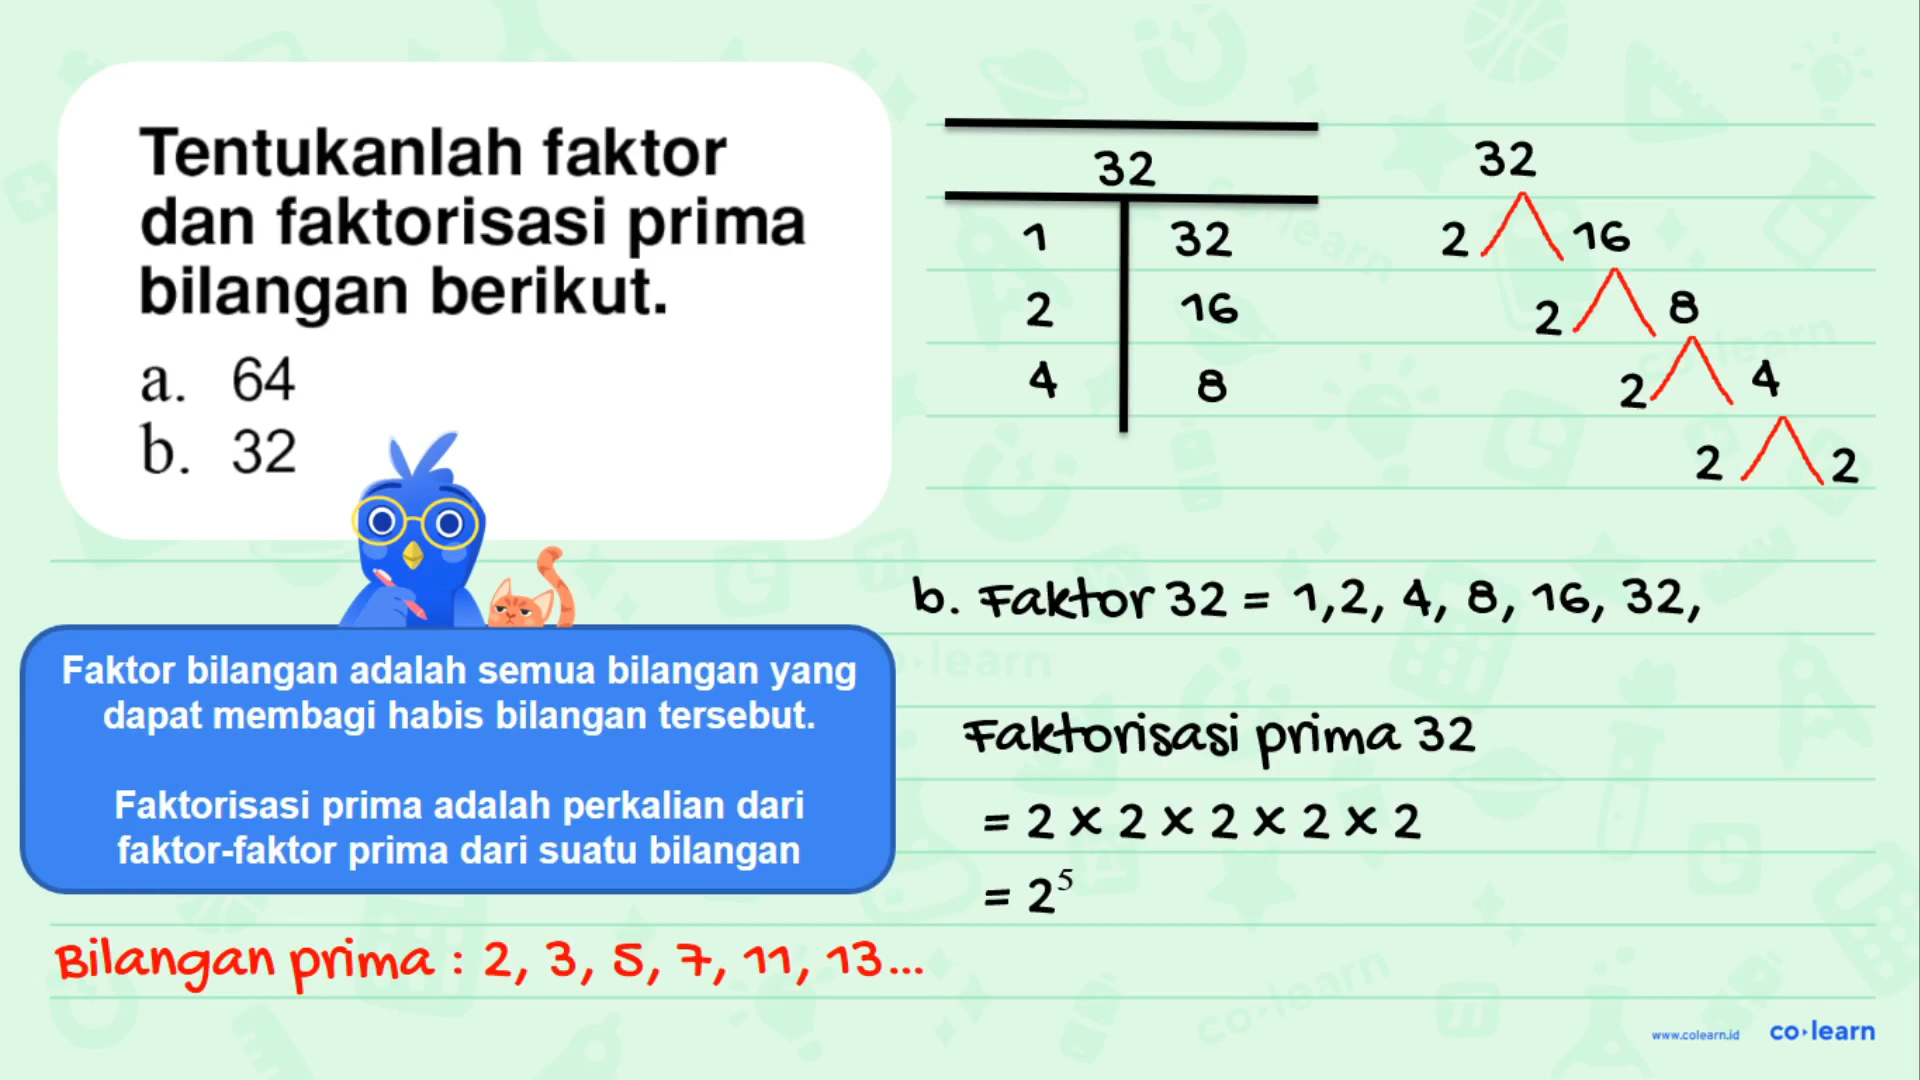 Tentukanlah faktor
dan faktorisasi prima
bilangan berikut.
a. 64
b. 32
Faktor bilangan adalah semua bilangan yang
dapat membagi habis bilangan tersebut.
Faktorisasi prima adalah perkalian dari
faktor-faktor prima dari suatu bilangan
Bilangan prima : 2, 3, 5, 7, 11, 13...
32
1 32
2 16
4 8
32
2 16
2 8
2 4
2 2
b. Faktor 32 = 1,2, 4, 8, 16, 32,
Faktorisasi prima 32
= 2 × 2 × 2 × 2 × 2
= 2⁵
www.colearn.id co·learn